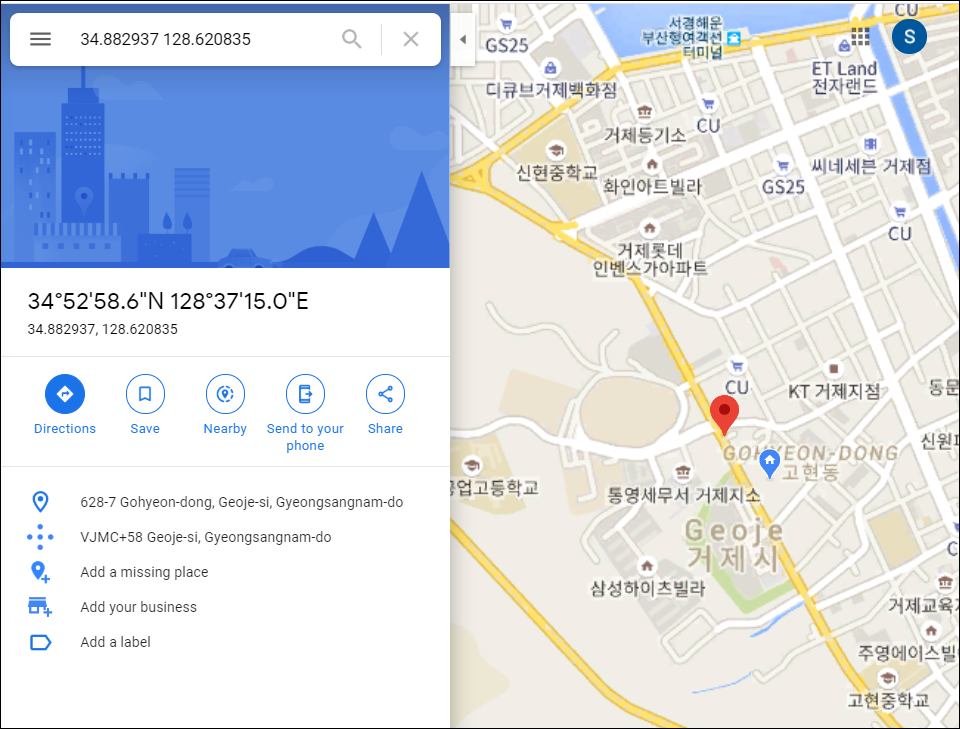 34.882937 128.620835
34°52'58.6"N 128°37'15.0"E
34.882937, 128.620835
Directions
Save
Nearby
Send to your
phone
Share
628-7 Gohyeon-dong, Geoje-si, Gyeongsangnam-do
VJMC+58 Geoje-si, Gyeongsangnam-do
Add a missing place
Add your business
Add a label
CU
서경해운
부산형여객선
터미널
S
GS25
ET Land
전자랜드
디큐브거제백화점
CU
거제등기소
씨네세븐 거제점
신현중학교
GS25
화인아트빌라
CU
거제롯데
인벤스가아파트
CU
KT 거제지점
동문
신원
GOHYEON-DONG
고현동
공업고등학교
통영세무서 거제지소
Geoje
거제시
C
삼성하이츠빌라
거제교육
주영에이스빌
고현중학교